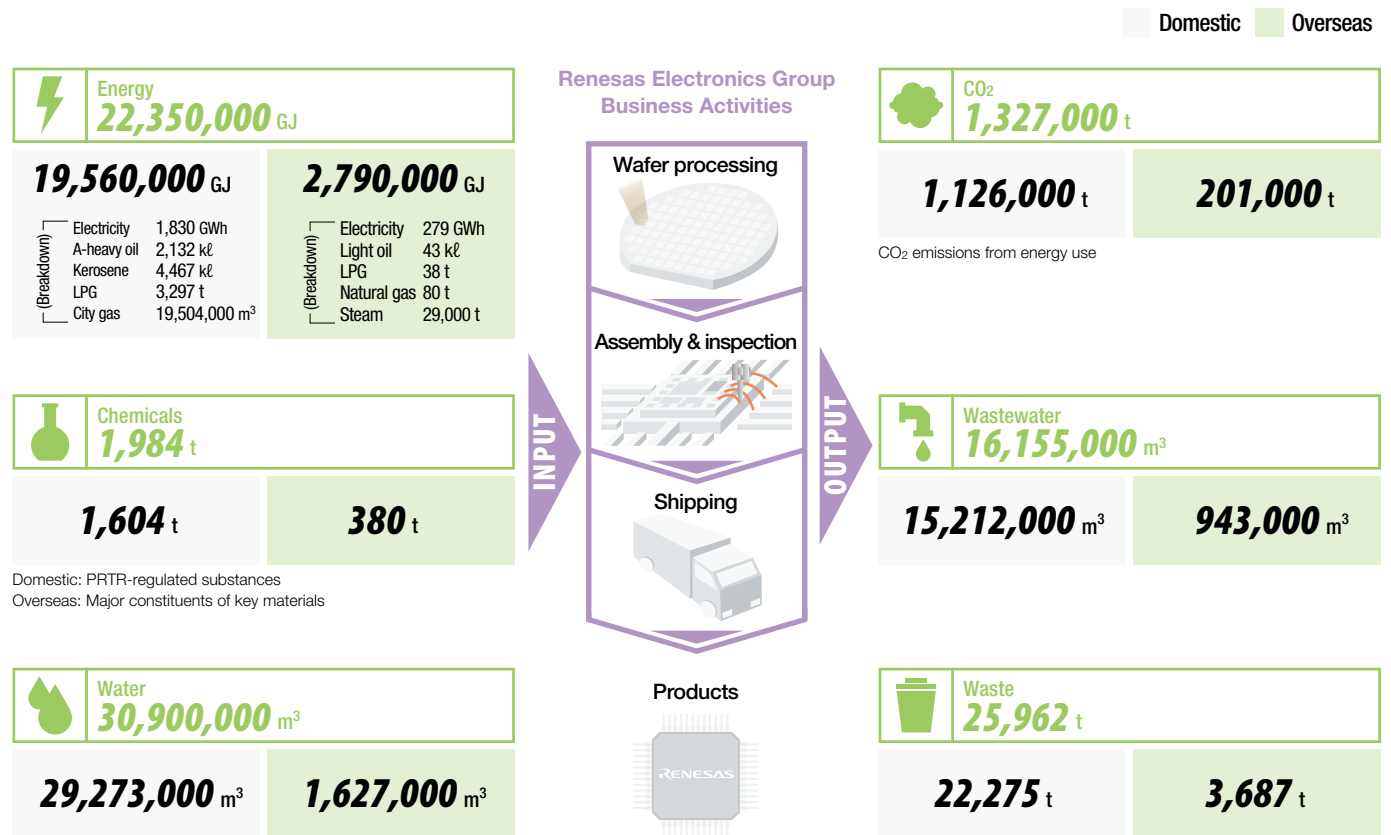 Domestic
Overseas
Energy
22,350,000 GJ
19,560,000 GJ
(Breakdown)
Electricity 1,830 GWh
A-heavy oil 2,132 kℓ
Kerosene 4,467 kℓ
LPG 3,297 t
City gas 19,504,000 m³
2,790,000 GJ
(Breakdown)
Electricity 279 GWh
Light oil 43 kℓ
LPG 38 t
Natural gas 80 t
Steam 29,000 t
Chemicals
1,984 t
1,604 t
380 t
Domestic: PRTR-regulated substances
Overseas: Major constituents of key materials
Water
30,900,000 m³
29,273,000 m³
1,627,000 m³
INPUT
Renesas Electronics Group
Business Activities
Wafer processing
Assembly & inspection
Shipping
Products
RENESAS
OUTPUT
CO₂
1,327,000 t
1,126,000 t
201,000 t
CO₂ emissions from energy use
Wastewater
16,155,000 m³
15,212,000 m³
943,000 m³
Waste
25,962 t
22,275 t
3,687 t